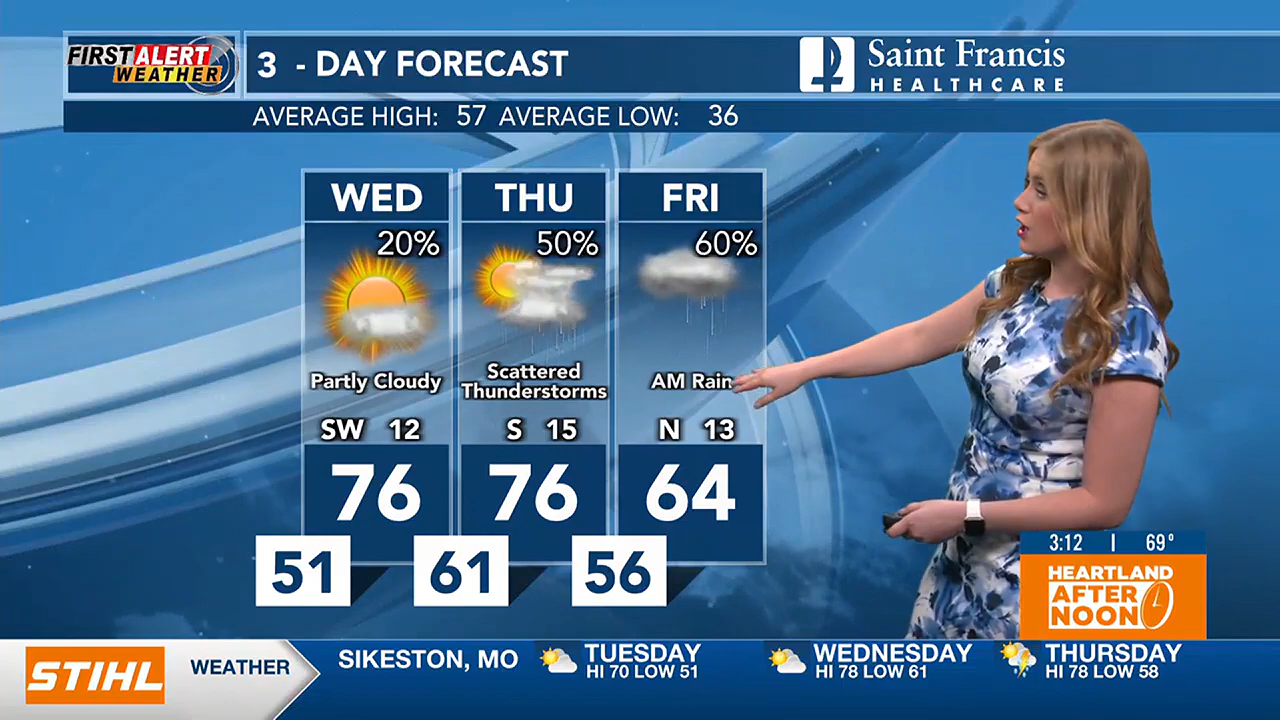 FIRST ALERT
WEATHER
3 - DAY FORECAST
Saint Francis
HEALTHCARE
AVERAGE HIGH: 57 AVERAGE LOW: 36
WED THU FRI
20% 50% 60%
Partly Cloudy
Scattered
Thunderstorms
AM Rain
SW 12 S 15 N 13
76 76 64
51 61 56
3:12 | 69°
HEARTLAND
AFTER
NOON
STIHL
WEATHER
SIKESTON, MO
TUESDAY
HI 70 LOW 51
WEDNESDAY
HI 78 LOW 61
THURSDAY
HI 78 LOW 58